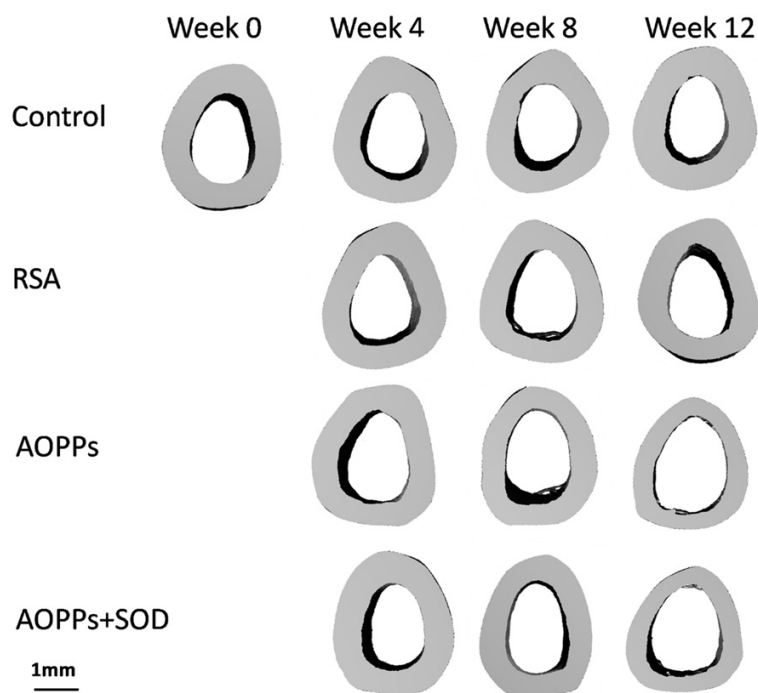 Week 0 Week 4 Week 8 Week 12
Control
RSA
AOPPs
AOPPs+SOD
1mm